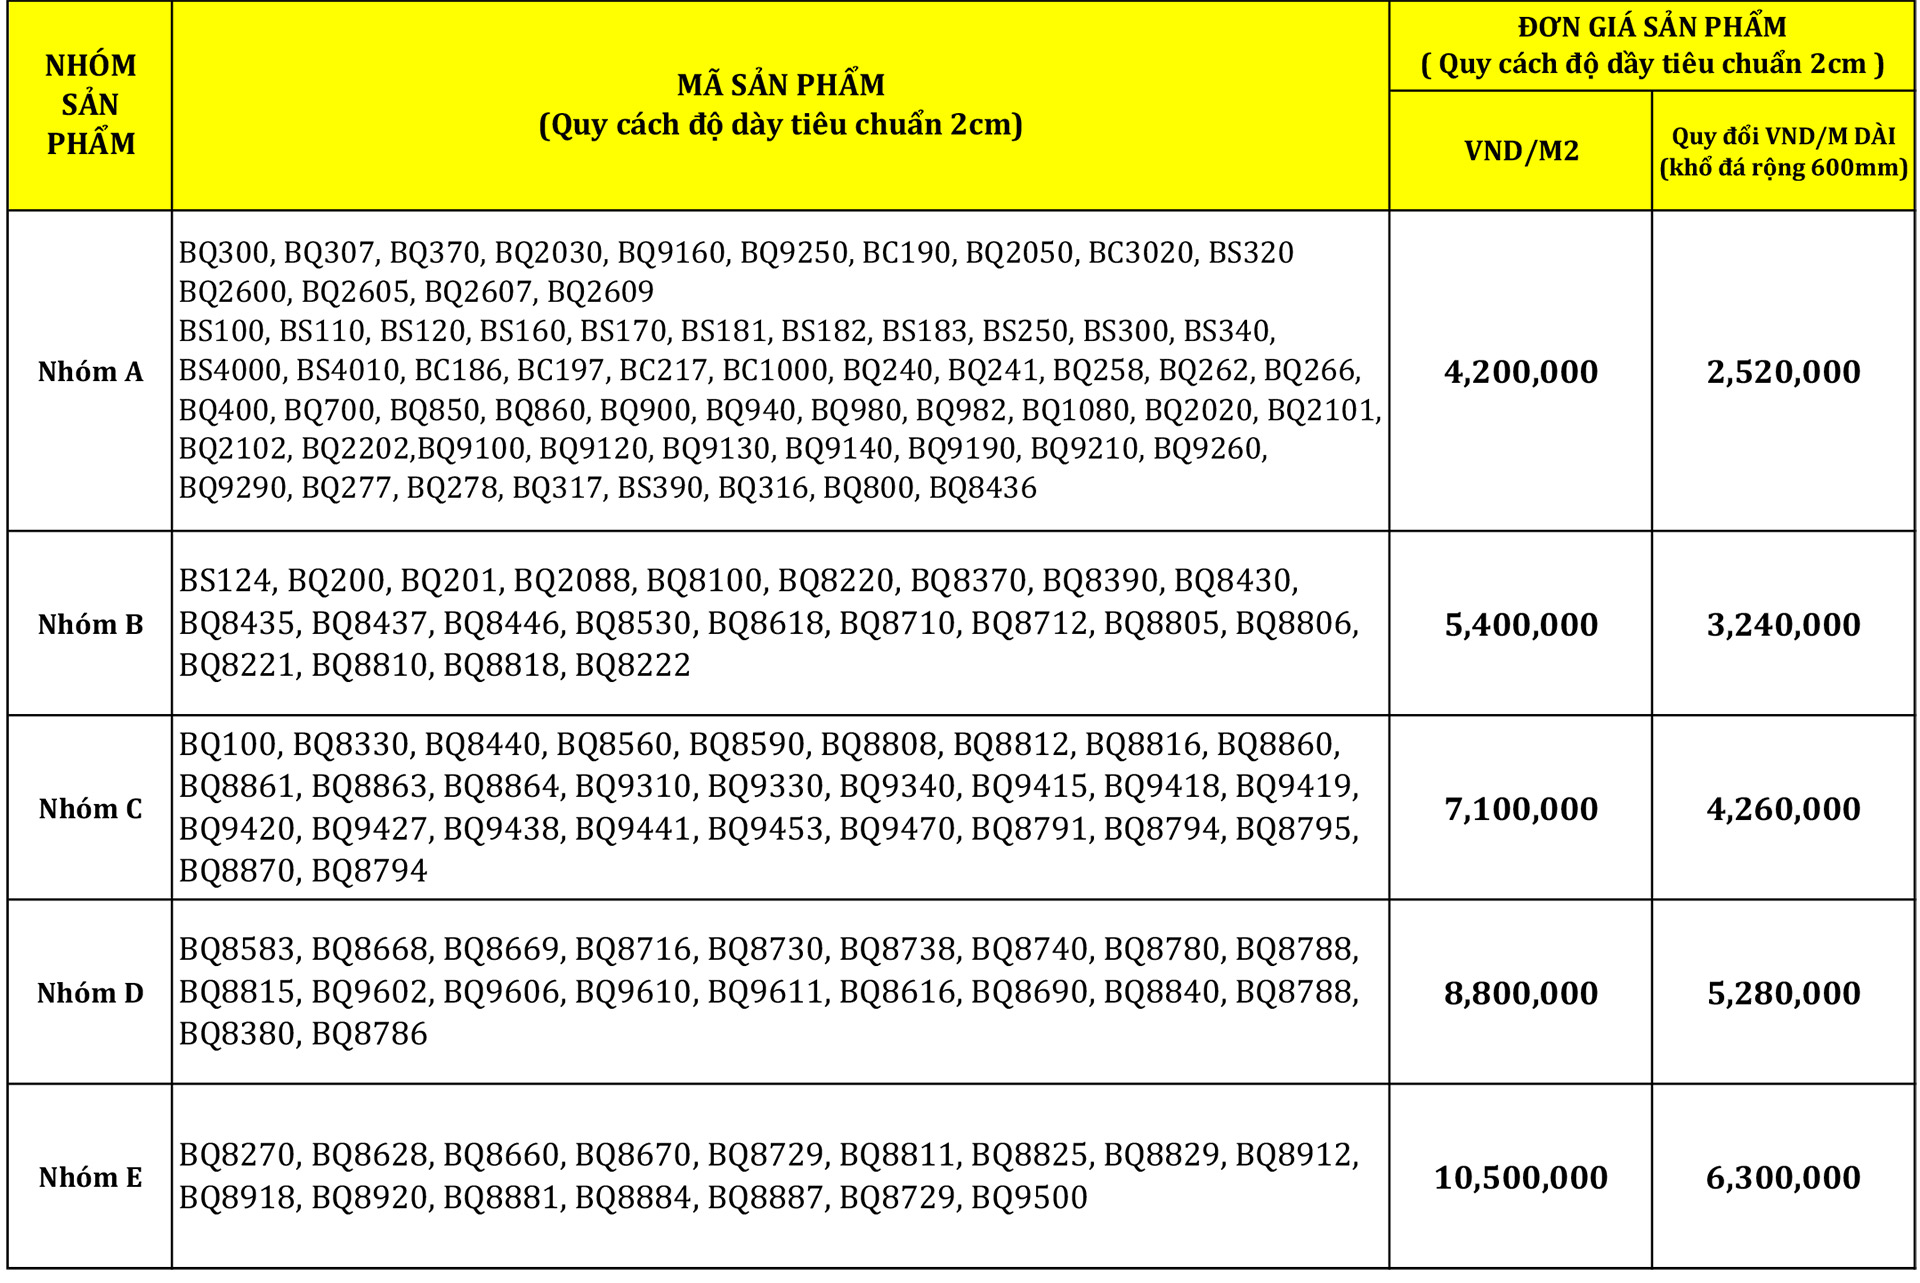 NHÓM
SẢN
PHẨM
MÃ SẢN PHẨM
(Quy cách độ dày tiêu chuẩn 2cm)
ĐƠN GIÁ SẢN PHẨM
( Quy cách độ dầy tiêu chuẩn 2cm )
VND/M2
Quy đổi VND/M DÀI
(khổ đá rộng 600mm)
Nhóm A
BQ300, BQ307, BQ370, BQ2030, BQ9160, BQ9250, BC190, BQ2050, BC3020, BS320
BQ2600, BQ2605, BQ2607, BQ2609
BS100, BS110, BS120, BS160, BS170, BS181, BS182, BS183, BS250, BS300, BS340,
BS4000, BS4010, BC186, BC197, BC217, BC1000, BQ240, BQ241, BQ258, BQ262, BQ266,
BQ400, BQ700, BQ850, BQ860, BQ900, BQ940, BQ980, BQ982, BQ1080, BQ2020, BQ2101,
BQ2102, BQ2202,BQ9100, BQ9120, BQ9130, BQ9140, BQ9190, BQ9210, BQ9260,
BQ9290, BQ277, BQ278, BQ317, BS390, BQ316, BQ800, BQ8436
4,200,000
2,520,000
Nhóm B
BS124, BQ200, BQ201, BQ2088, BQ8100, BQ8220, BQ8370, BQ8390, BQ8430,
BQ8435, BQ8437, BQ8446, BQ8530, BQ8618, BQ8710, BQ8712, BQ8805, BQ8806,
BQ8221, BQ8810, BQ8818, BQ8222
5,400,000
3,240,000
Nhóm C
BQ100, BQ8330, BQ8440, BQ8560, BQ8590, BQ8808, BQ8812, BQ8816, BQ8860,
BQ8861, BQ8863, BQ8864, BQ9310, BQ9330, BQ9340, BQ9415, BQ9418, BQ9419,
BQ9420, BQ9427, BQ9438, BQ9441, BQ9453, BQ9470, BQ8791, BQ8794, BQ8795,
BQ8870, BQ8794
7,100,000
4,260,000
Nhóm D
BQ8583, BQ8668, BQ8669, BQ8716, BQ8730, BQ8738, BQ8740, BQ8780, BQ8788,
BQ8815, BQ9602, BQ9606, BQ9610, BQ9611, BQ8616, BQ8690, BQ8840, BQ8788,
BQ8380, BQ8786
8,800,000
5,280,000
Nhóm E
BQ8270, BQ8628, BQ8660, BQ8670, BQ8729, BQ8811, BQ8825, BQ8829, BQ8912,
BQ8918, BQ8920, BQ8881, BQ8884, BQ8887, BQ8729, BQ9500
10,500,000
6,300,000